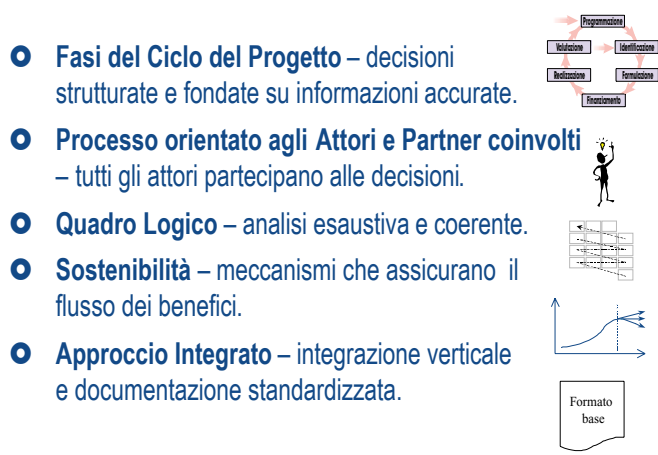 Fasi del Ciclo del Progetto – decisioni
strutturate e fondate su informazioni accurate.
Processo orientato agli Attori e Partner coinvolti
– tutti gli attori partecipano alle decisioni.
Quadro Logico – analisi esaustiva e coerente.
Sostenibilità – meccanismi che assicurano il
flusso dei benefici.
Approccio Integrato – integrazione verticale
e documentazione standardizzata.
Programmazione
Valutazione
Identificazione
Realizzazione
Formulazione
Finanziamento
Formato
base